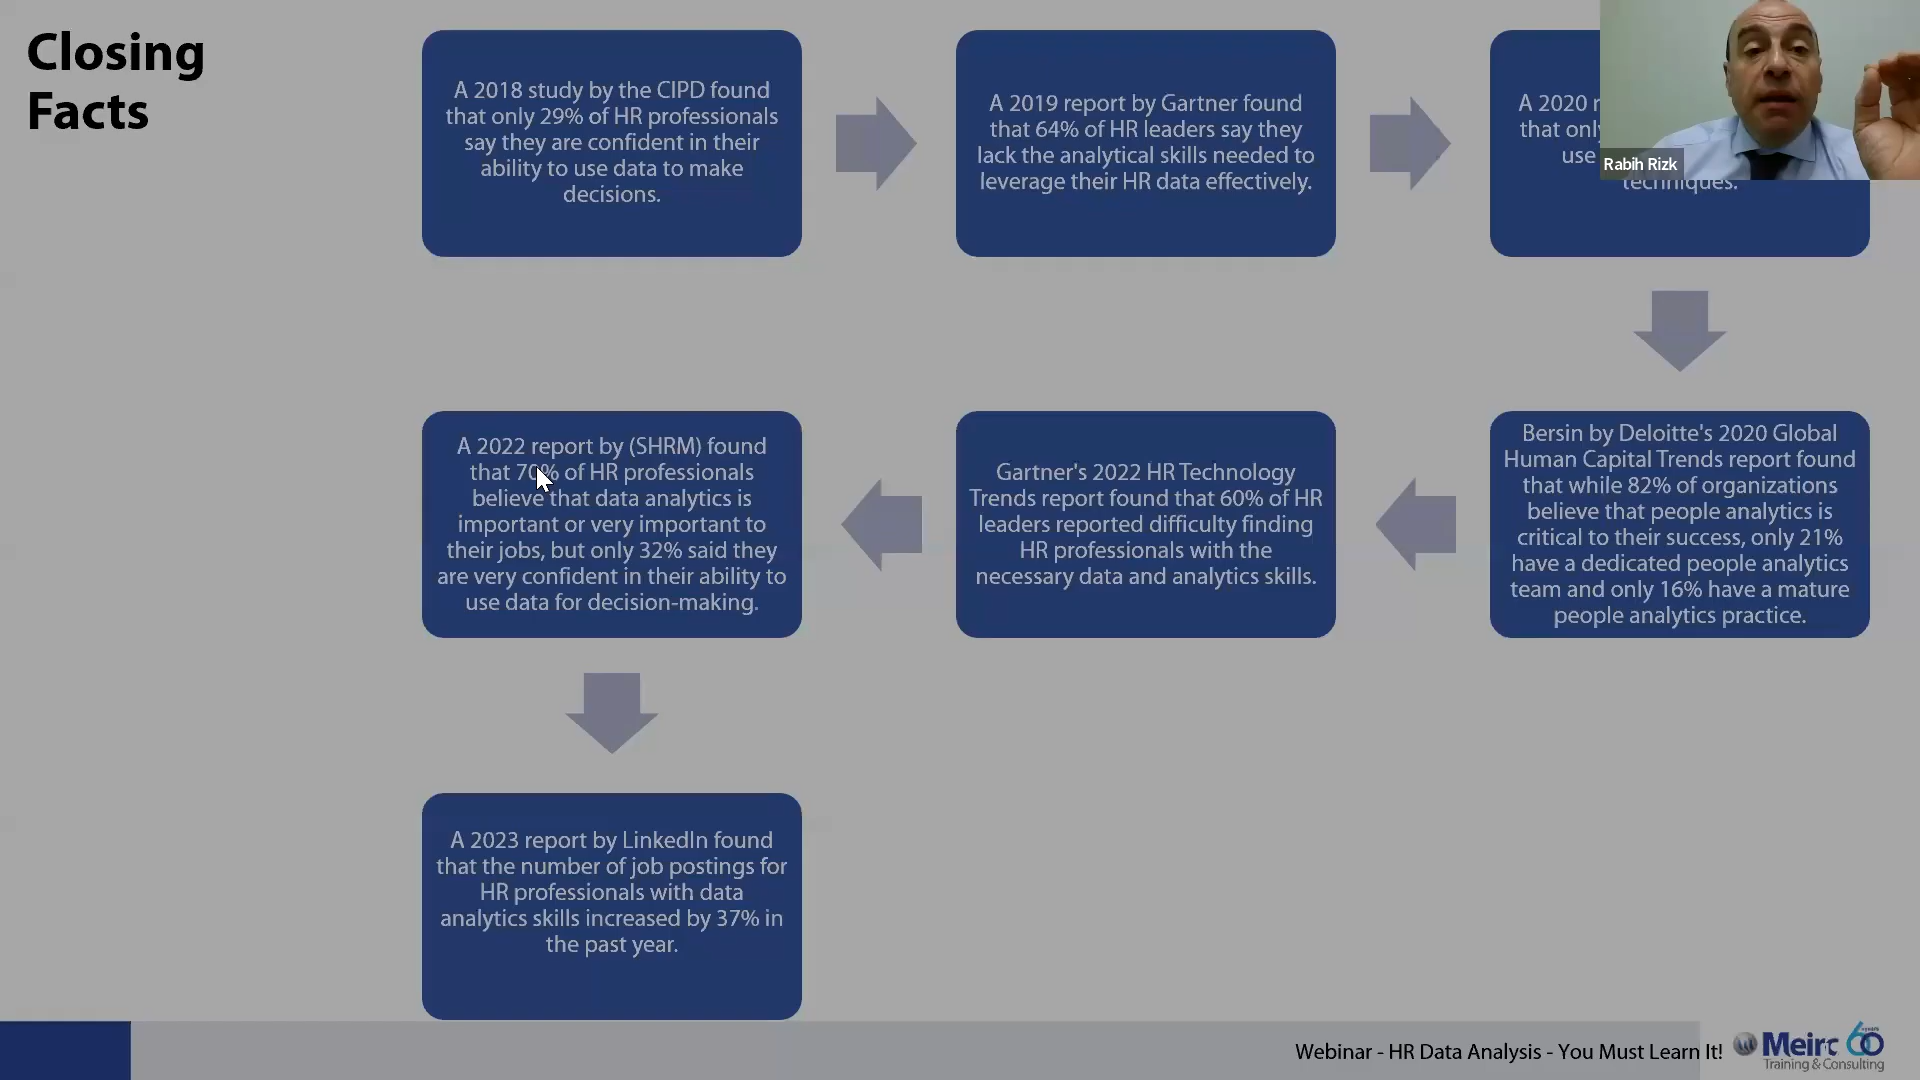 Closing
Facts
A 2018 study by the CIPD found
that only 29% of HR professionals
say they are confident in their
ability to use data to make
decisions.
A 2019 report by Gartner found
that 64% of HR leaders say they
lack the analytical skills needed to
leverage their HR data effectively.
A 2020
that only
use
techniques.
Rabih Rizk
Bersin by Deloitte's 2020 Global
Human Capital Trends report found
that while 82% of organizations
believe that people analytics is
critical to their success, only 21%
have a dedicated people analytics
team and only 16% have a mature
people analytics practice.
Gartner's 2022 HR Technology
Trends report found that 60% of HR
leaders reported difficulty finding
HR professionals with the
necessary data and analytics skills.
A 2022 report by (SHRM) found
that 70% of HR professionals
believe that data analytics is
important or very important to
their jobs, but only 32% said they
are very confident in their ability to
use data for decision-making.
A 2023 report by LinkedIn found
that the number of job postings for
HR professionals with data
analytics skills increased by 37% in
the past year.
Webinar - HR Data Analysis - You Must Learn It!
Meirc 60 years
Training & Consulting